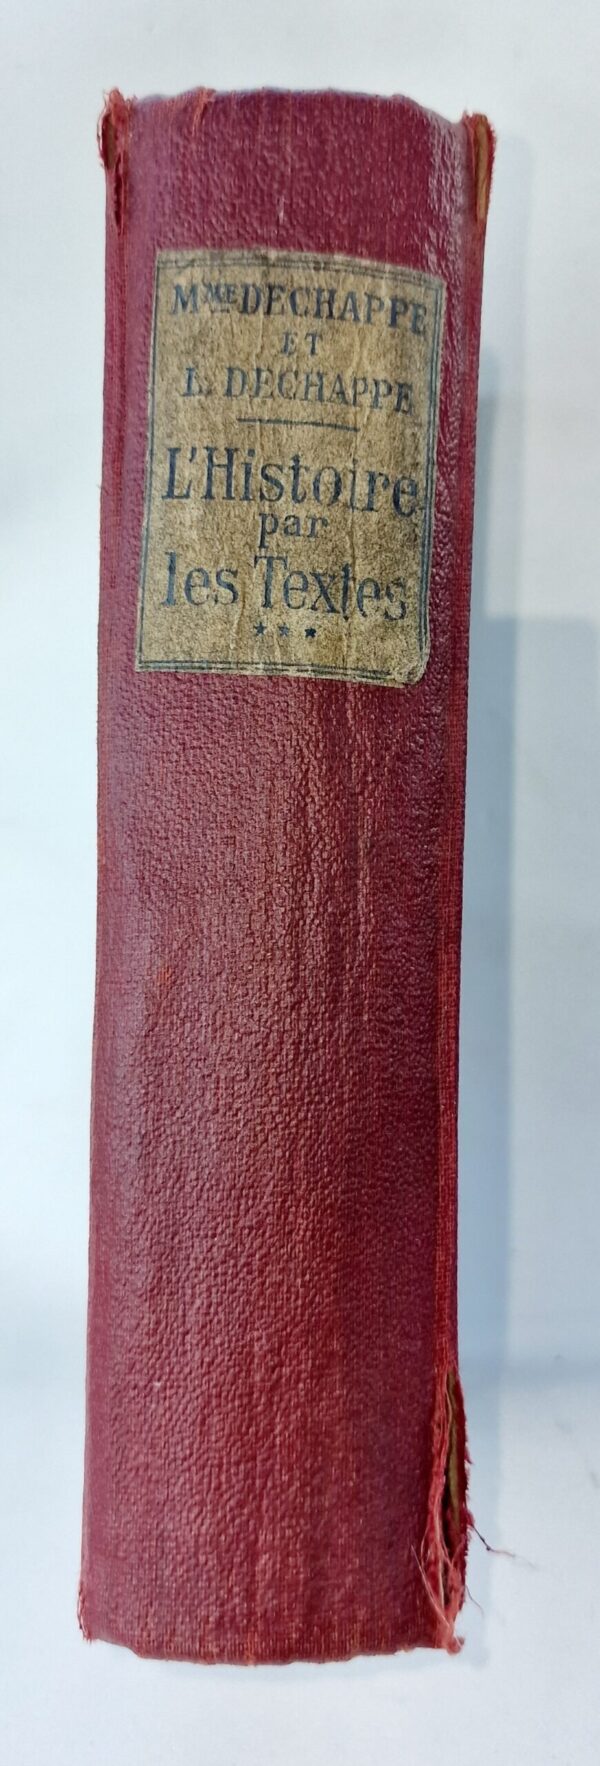 MME DECHAPPE
ET
L. DECHAPPE
L'Histoire
par
les Textes
***